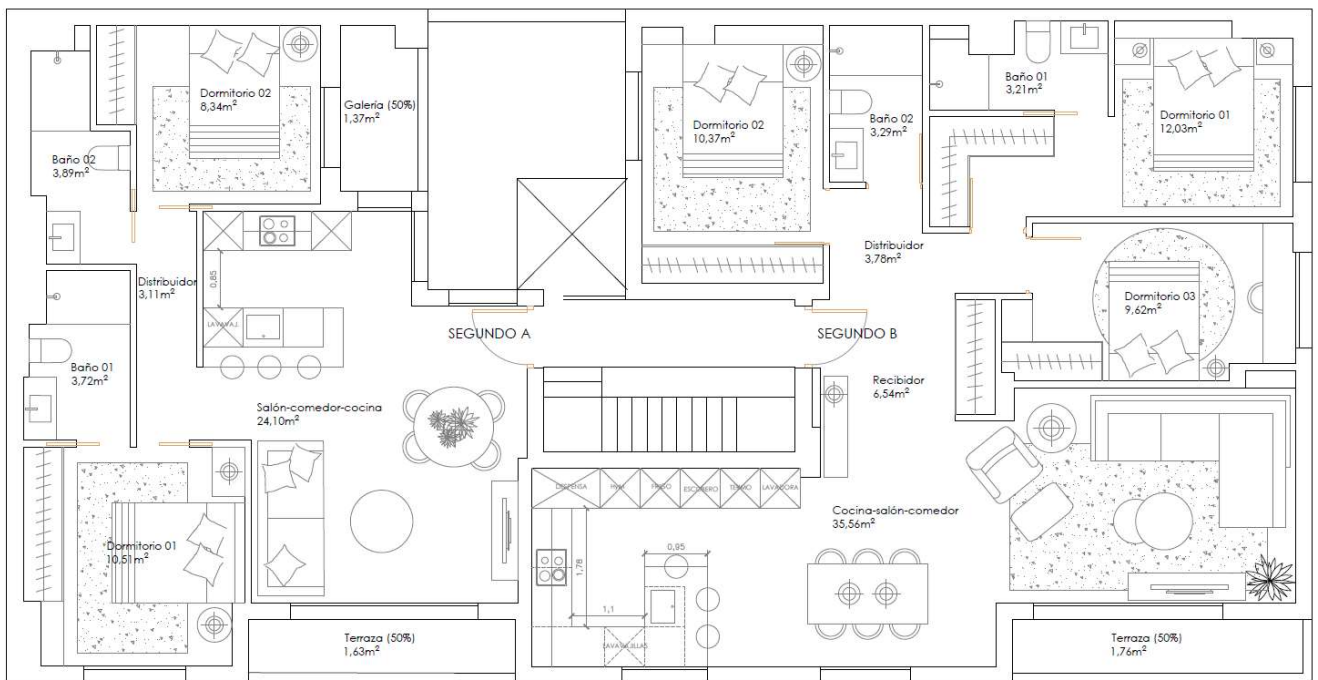 Dormitorio 02
8,34m²
Galería (50%)
1,37m²
Baño 02
3,89m²
Distribuidor
3,11m²
0,85
LAVAVAJ.
Baño 01
3,72m²
Salón-comedor-cocina
24,10m²
Dormitorio 01
10,51m²
Terraza (50%)
1,63m²
SEGUNDO A
SEGUNDO B
Dormitorio 02
10,37m²
Baño 02
3,29m²
Baño 01
3,21m²
Dormitorio 01
12,03m²
Distribuidor
3,78m²
Dormitorio 03
9,62m²
Recibidor
6,54m²
DESPENSA
FRIGO
ESCOBERO
TERMO
LAVADORA
Cocina-salón-comedor
35,56m²
1,78
0,95
1,1
LAVAVAJILLAS
Terraza (50%)
1,76m²